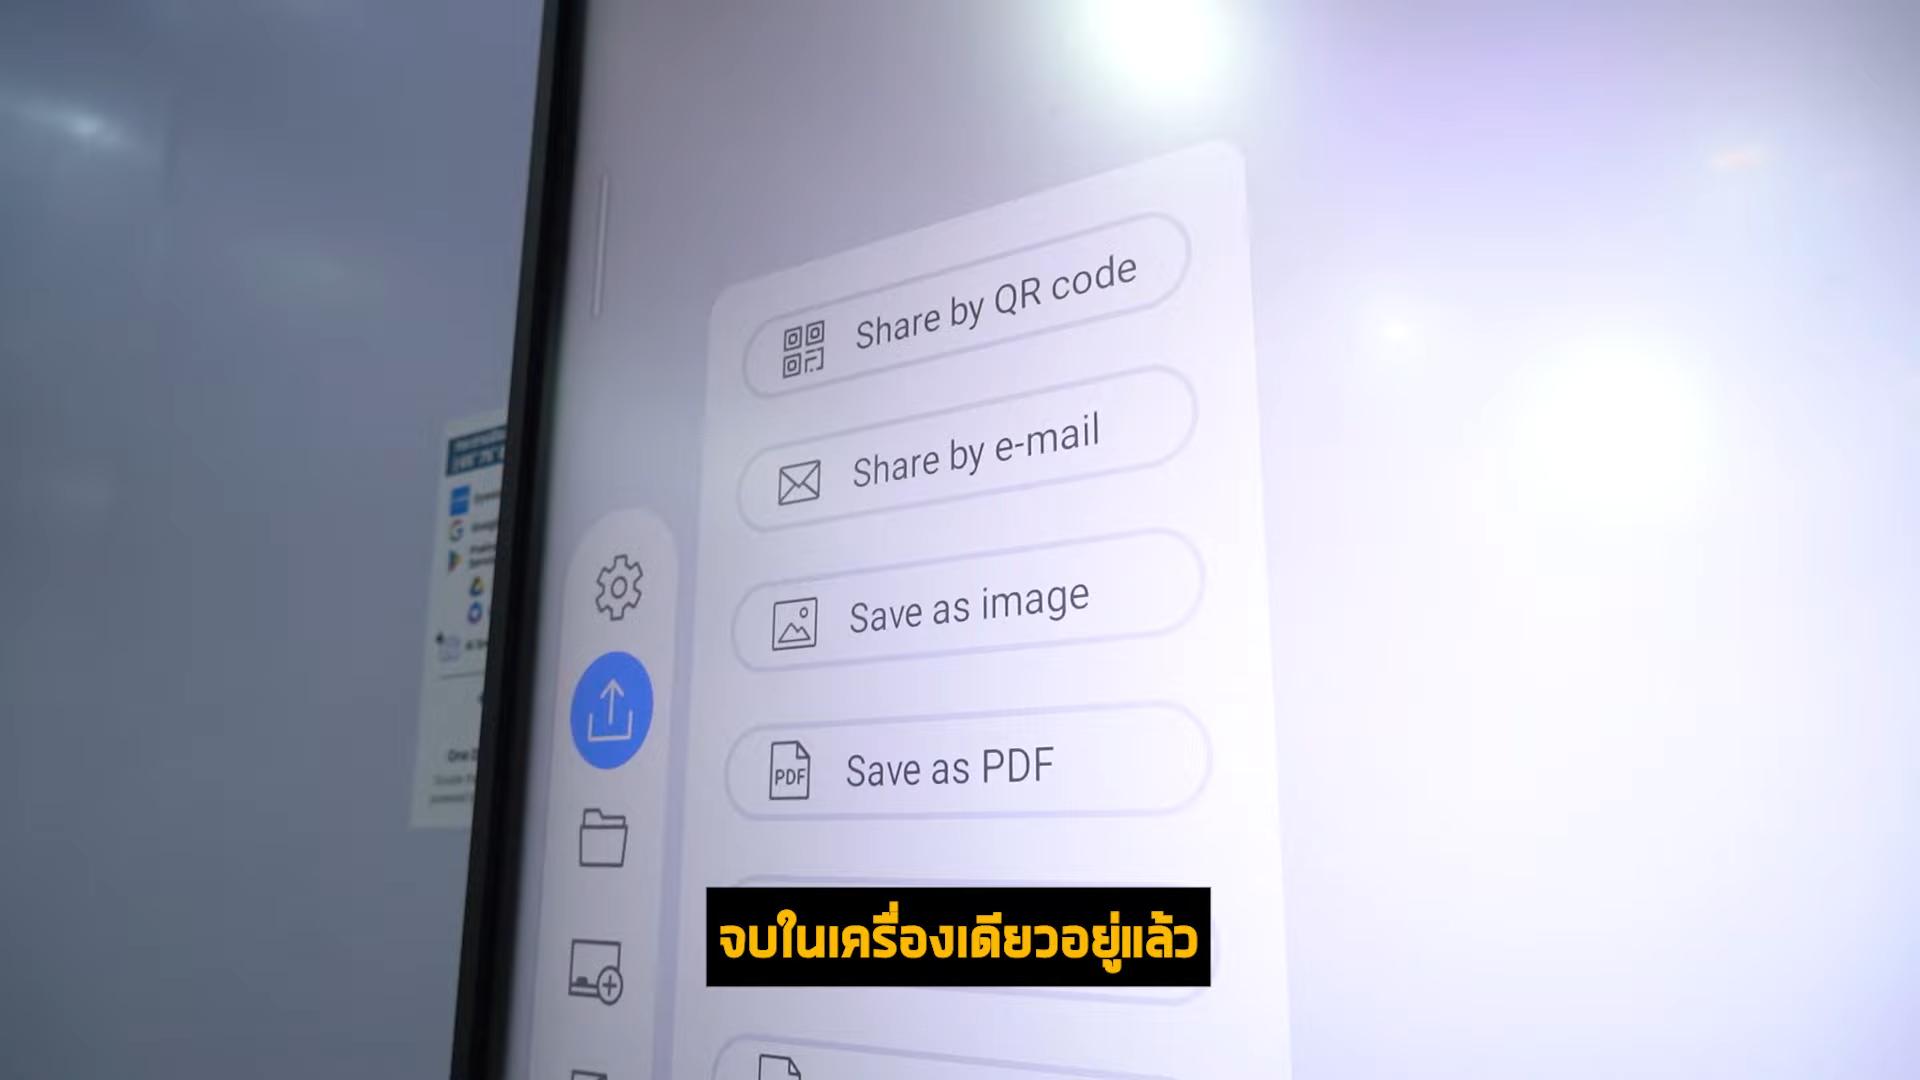 Share by QR code
Share by e-mail
Save as image
Save as PDF
PDF
จบในเครื่องเดียวอยู่แล้ว